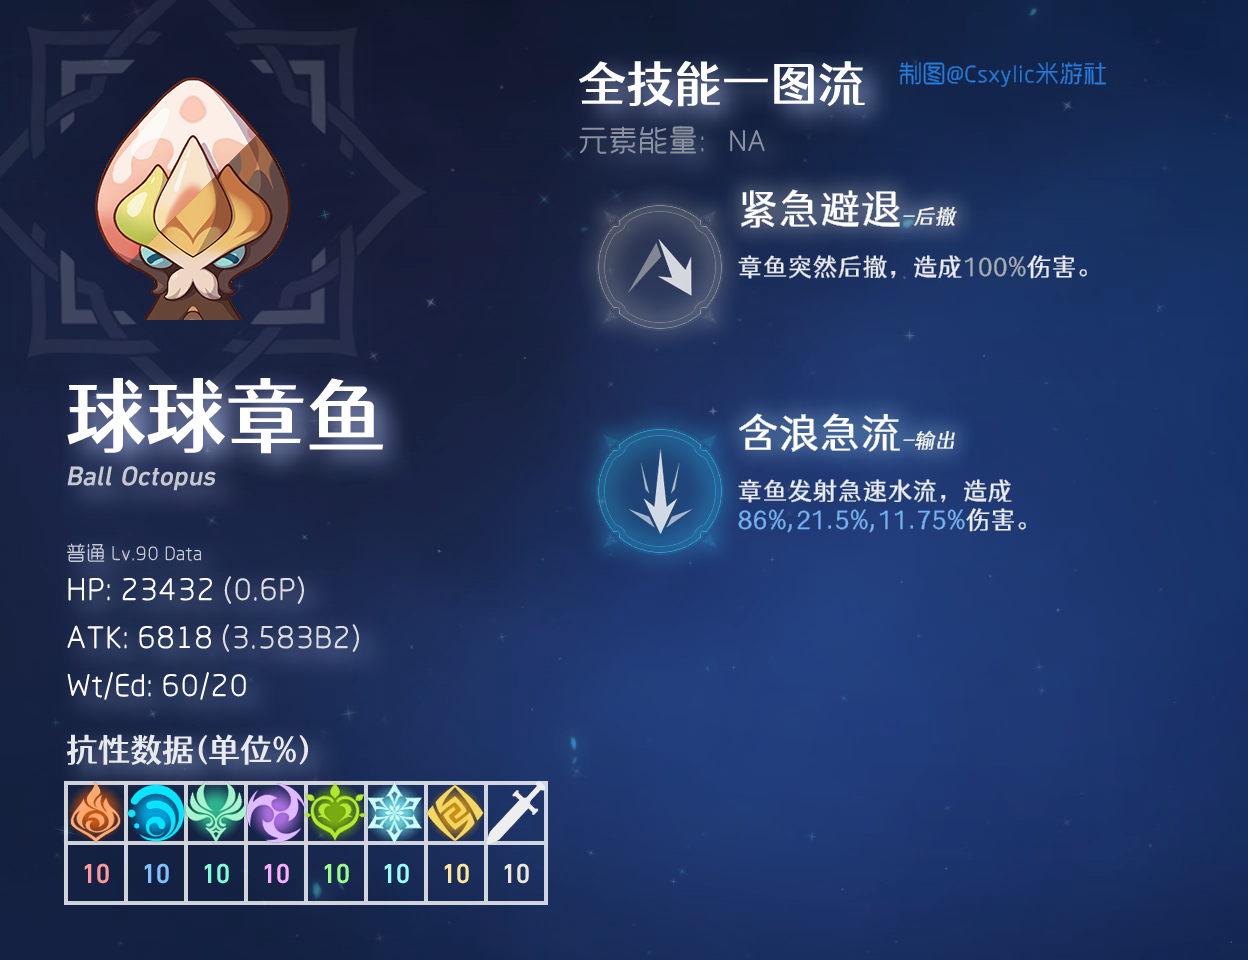 全技能一图流
制图@Csxylic米游社
元素能量: NA
紧急避退-后撤
章鱼突然后撤，造成100%伤害。
含浪急流-输出
章鱼发射急速水流，造成
86%,21.5%,11.75%伤害。
球球章鱼
Ball Octopus
普通 Lv.90 Data
HP: 23432 (0.6P)
ATK: 6818 (3.583B2)
Wt/Ed: 60/20
抗性数据(单位%)
10 10 10 10 10 10 10 10